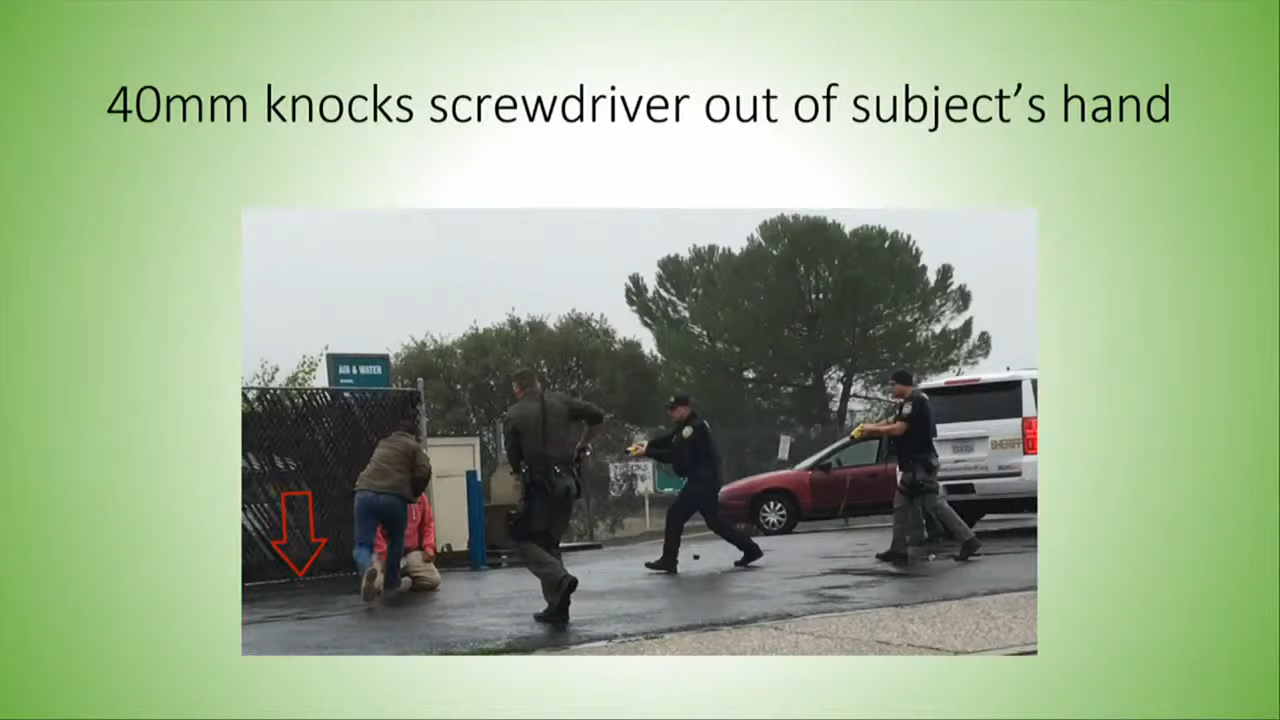 40mm knocks screwdriver out of subject’s hand
AIR & WATER
SHERIFF